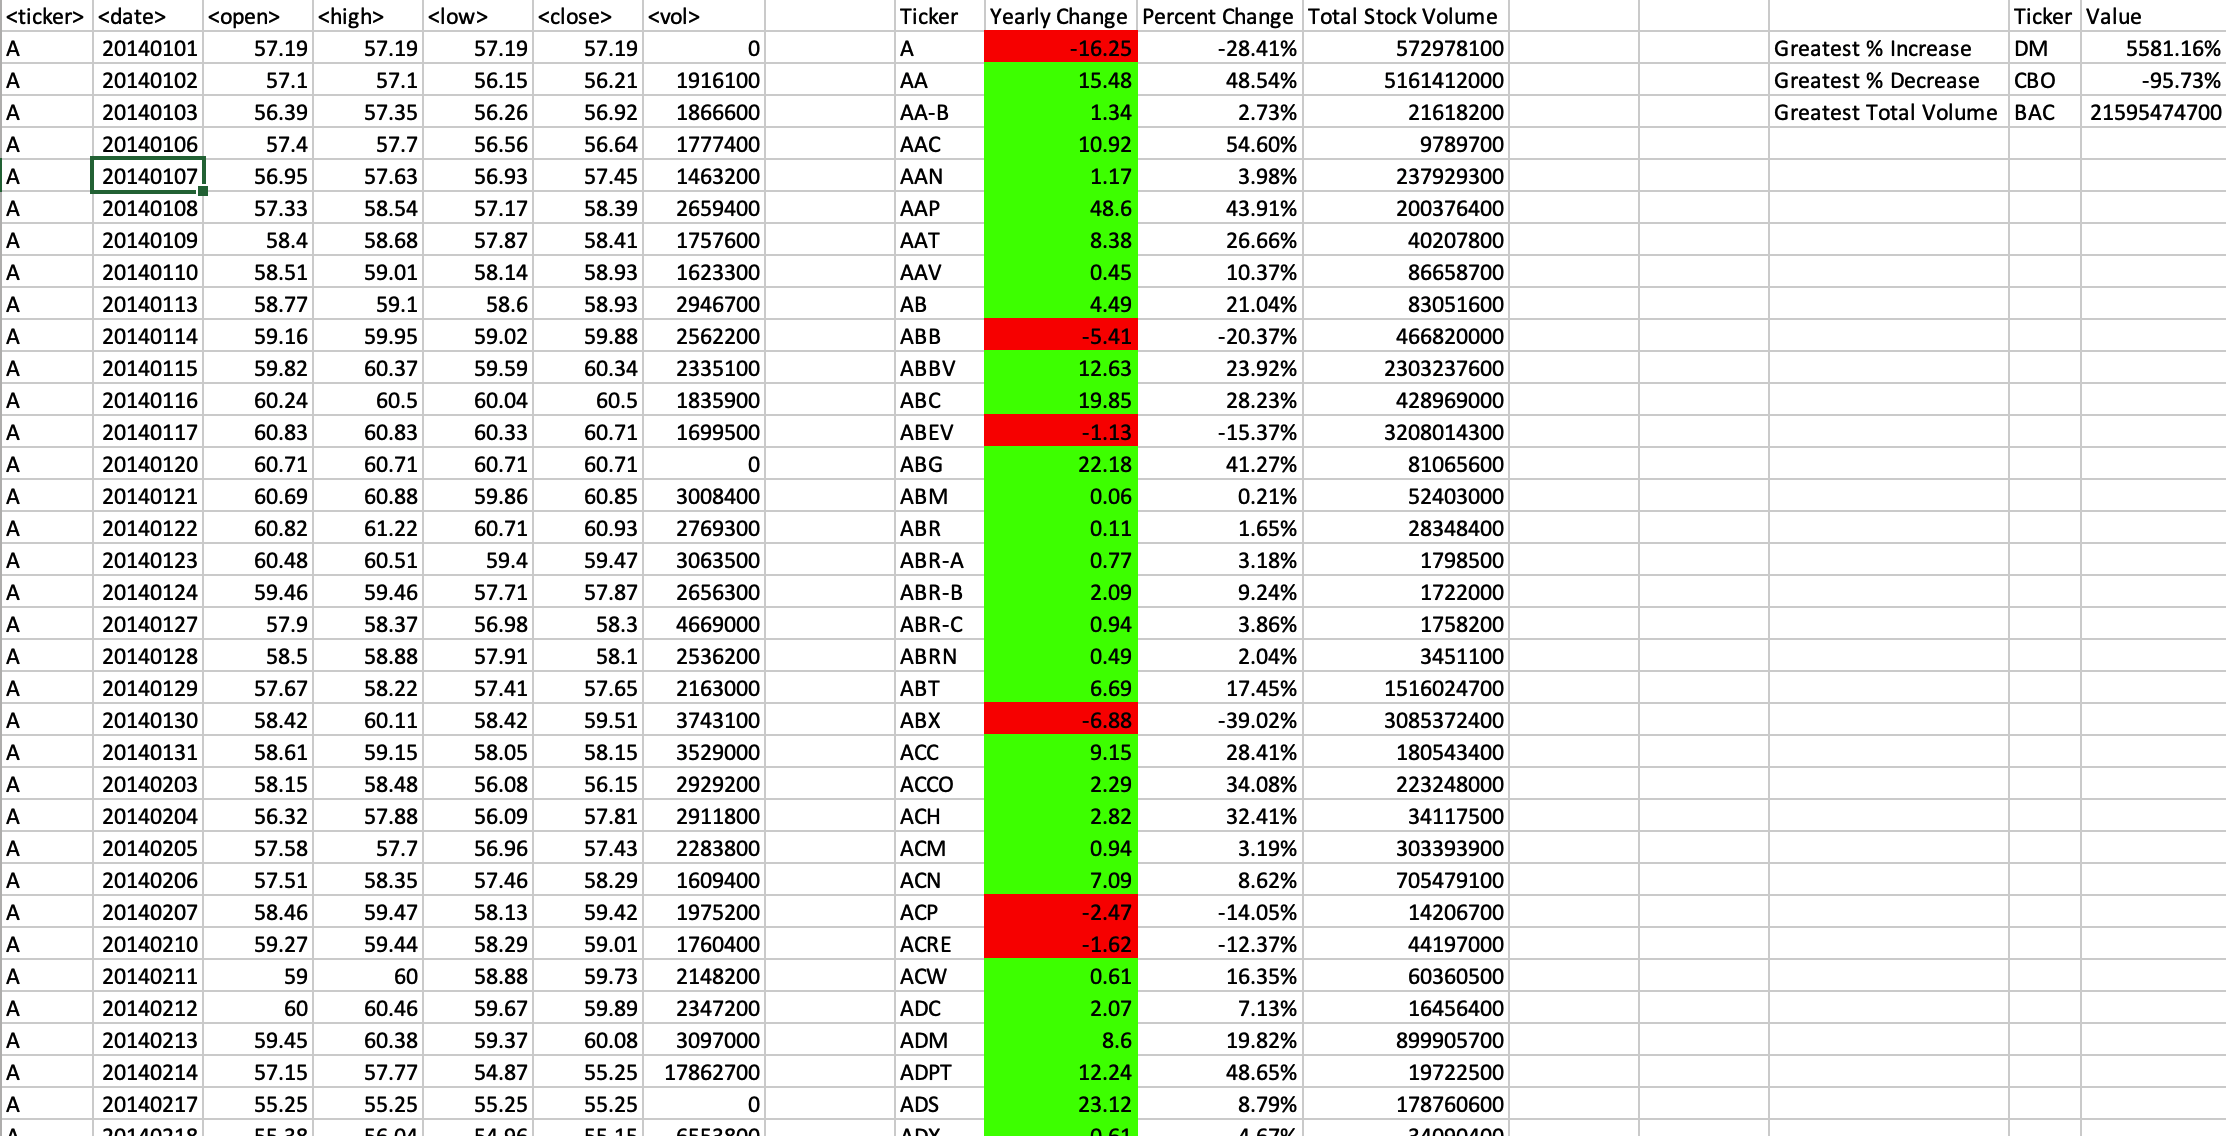 <ticker> <date> <open> <high> <low> <close> <vol> Ticker Yearly Change Percent Change Total Stock Volume Ticker Value
A 20140101 57.19 57.19 57.19 57.19 0 A -16.25 -28.41% 572978100 Greatest % Increase DM 5581.16%
A 20140102 57.1 57.1 56.15 56.21 1916100 AA 15.48 48.54% 5161412000 Greatest % Decrease CBO -95.73%
A 20140103 56.39 57.35 56.26 56.92 1866600 AA-B 1.34 2.73% 21618200 Greatest Total Volume BAC 21595474700
A 20140106 57.4 57.7 56.56 56.64 1777400 AAC 10.92 54.60% 9789700
A 20140107 56.95 57.63 56.93 57.45 1463200 AAN 1.17 3.98% 237929300
A 20140108 57.33 58.54 57.17 58.39 2659400 AAP 48.6 43.91% 200376400
A 20140109 58.4 58.68 57.87 58.41 1757600 AAT 8.38 26.66% 40207800
A 20140110 58.51 59.01 58.14 58.93 1623300 AAV 0.45 10.37% 86658700
A 20140113 58.77 59.1 58.6 58.93 2946700 AB 4.49 21.04% 83051600
A 20140114 59.16 59.95 59.02 59.88 2562200 ABB -5.41 -20.37% 466820000
A 20140115 59.82 60.37 59.59 60.34 2335100 ABBV 12.63 23.92% 2303237600
A 20140116 60.24 60.5 60.04 60.5 1835900 ABC 19.85 28.23% 428969000
A 20140117 60.83 60.83 60.33 60.71 1699500 ABEV -1.13 -15.37% 3208014300
A 20140120 60.71 60.71 60.71 60.71 0 ABG 22.18 41.27% 81065600
A 20140121 60.69 60.88 59.86 60.85 3008400 ABM 0.06 0.21% 52403000
A 20140122 60.82 61.22 60.71 60.93 2769300 ABR 0.11 1.65% 28348400
A 20140123 60.48 60.51 59.4 59.47 3063500 ABR-A 0.77 3.18% 1798500
A 20140124 59.46 59.46 57.71 57.87 2656300 ABR-B 2.09 9.24% 1722000
A 20140127 57.9 58.37 56.98 58.3 4669000 ABR-C 0.94 3.86% 1758200
A 20140128 58.5 58.88 57.91 58.1 2536200 ABRN 0.49 2.04% 3451100
A 20140129 57.67 58.22 57.41 57.65 2163000 ABT 6.69 17.45% 1516024700
A 20140130 58.42 60.11 58.42 59.51 3743100 ABX -6.88 -39.02% 3085372400
A 20140131 58.61 59.15 58.05 58.15 3529000 ACC 9.15 28.41% 180543400
A 20140203 58.15 58.48 56.08 56.15 2929200 ACCO 2.29 34.08% 223248000
A 20140204 56.32 57.88 56.09 57.81 2911800 ACH 2.82 32.41% 34117500
A 20140205 57.58 57.7 56.96 57.43 2283800 ACM 0.94 3.19% 303393900
A 20140206 57.51 58.35 57.46 58.29 1609400 ACN 7.09 8.62% 705479100
A 20140207 58.46 59.47 58.13 59.42 1975200 ACP -2.47 -14.05% 14206700
A 20140210 59.27 59.44 58.29 59.01 1760400 ACRE -1.62 -12.37% 44197000
A 20140211 59 60 58.88 59.73 2148200 ACW 0.61 16.35% 60360500
A 20140212 60 60.46 59.67 59.89 2347200 ADC 2.07 7.13% 16456400
A 20140213 59.45 60.38 59.37 60.08 3097000 ADM 8.6 19.82% 899905700
A 20140214 57.15 57.77 54.87 55.25 17862700 ADPT 12.24 48.65% 19722500
A 20140217 55.25 55.25 55.25 55.25 0 ADS 23.12 8.79% 178760600
A 20140218